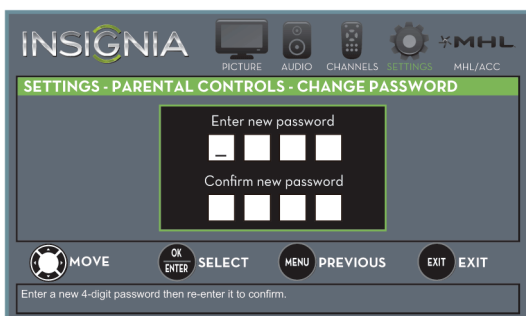 INSIGNIA
PICTURE AUDIO CHANNELS SETTINGS MHL/ACC
MHL
SETTINGS - PARENTAL CONTROLS - CHANGE PASSWORD
Enter new password
_
Confirm new password
MOVE OK ENTER SELECT MENU PREVIOUS EXIT EXIT
Enter a new 4-digit password then re-enter it to confirm.